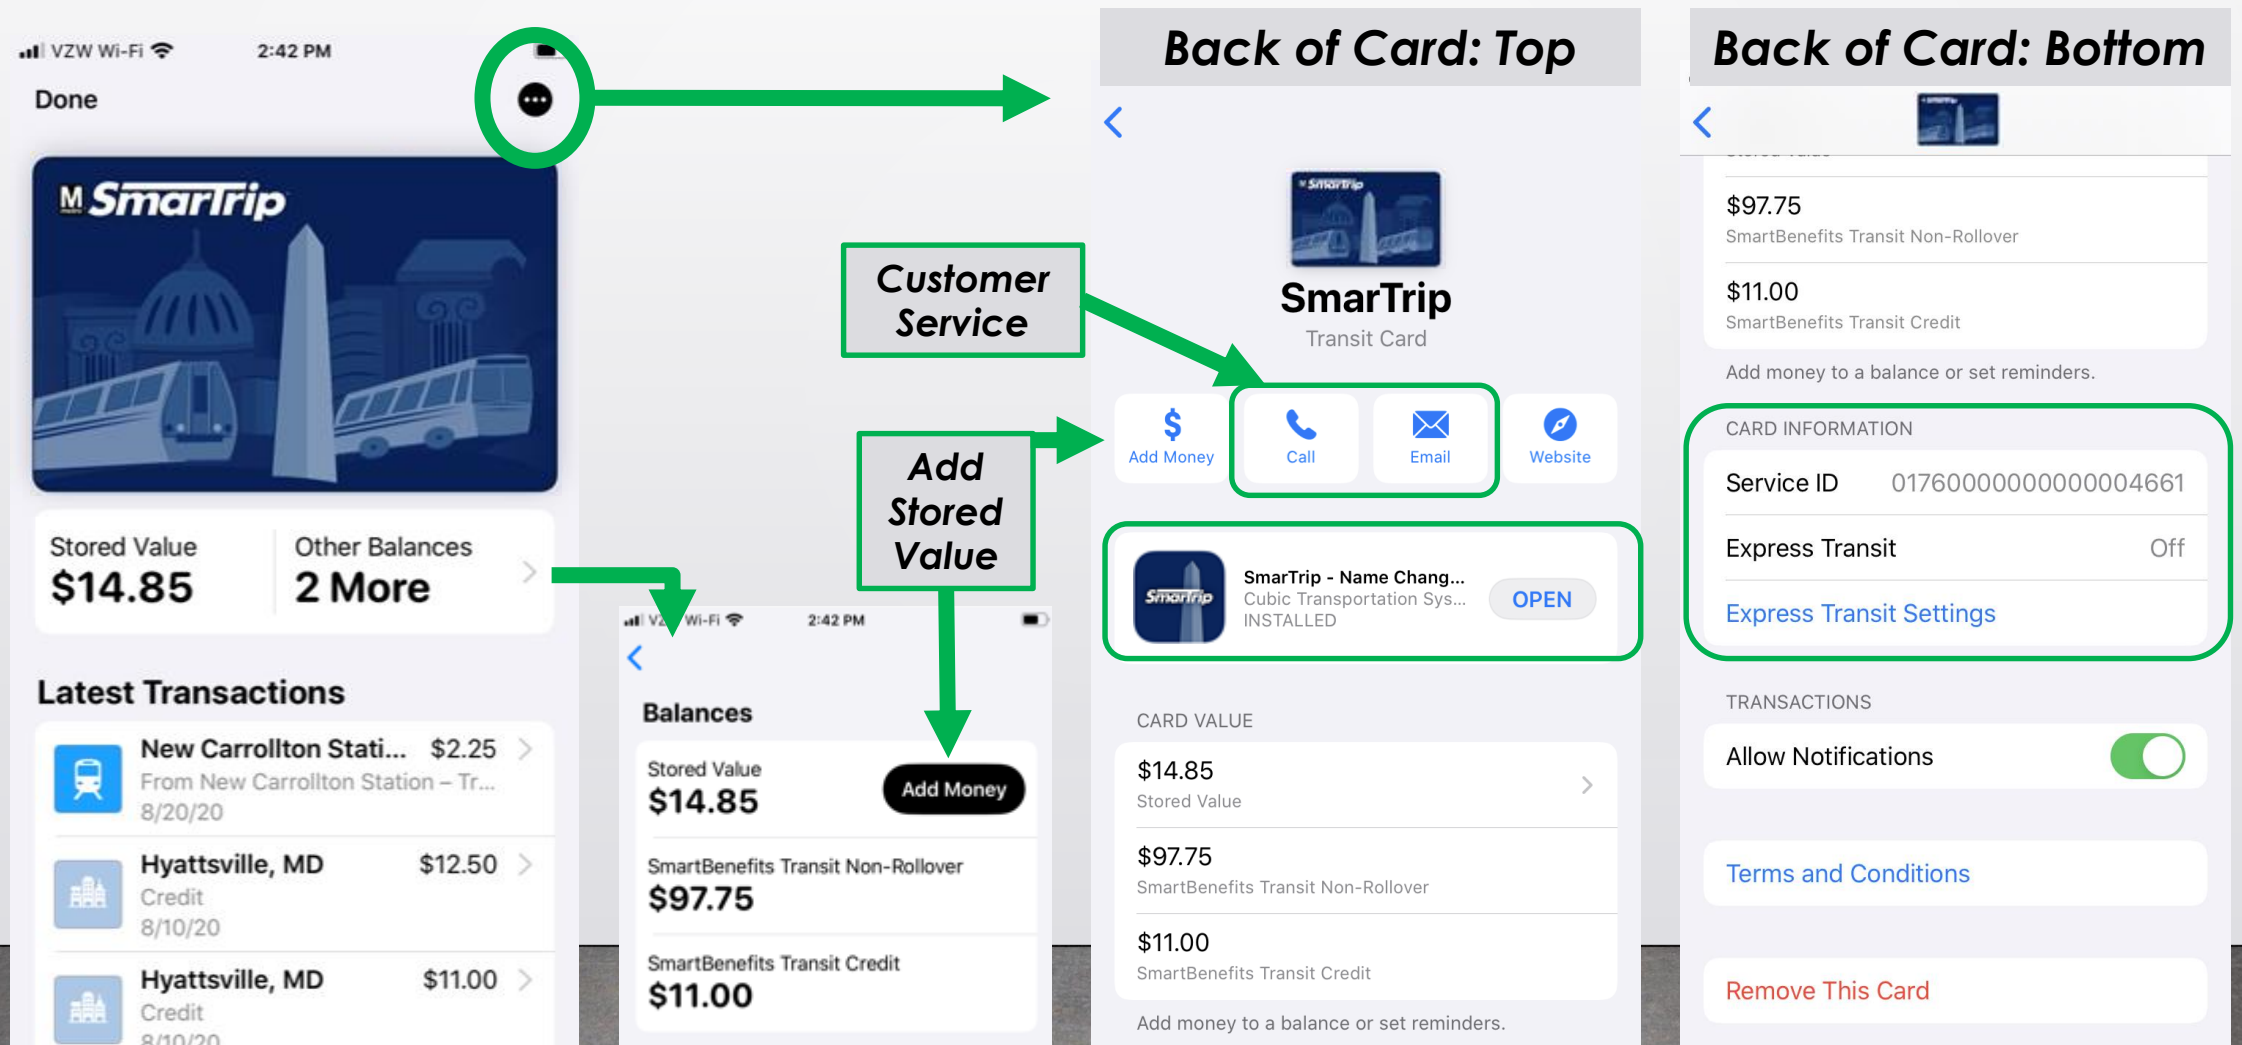 VZW Wi-Fi 2:42 PM
Done
M SmarTrip
metro
Stored Value
$14.85
Other Balances
2 More
Latest Transactions
New Carrollton Stati... $2.25
From New Carrollton Station – Tr...
8/20/20
Hyattsville, MD $12.50
Credit
8/10/20
Hyattsville, MD $11.00
Credit
8/10/20
Customer
Service
Add
Stored
Value
Wi-Fi 2:42 PM
Balances
Stored Value
$14.85
Add Money
SmartBenefits Transit Non-Rollover
$97.75
SmartBenefits Transit Credit
$11.00
Back of Card: Top
SmarTrip
SmarTrip
Transit Card
Add Money
Call
Email
Website
SmarTrip
SmarTrip - Name Chang...
Cubic Transportation Sys...
INSTALLED
OPEN
CARD VALUE
$14.85
Stored Value
$97.75
SmartBenefits Transit Non-Rollover
$11.00
SmartBenefits Transit Credit
Add money to a balance or set reminders.
Back of Card: Bottom
$97.75
SmartBenefits Transit Non-Rollover
$11.00
SmartBenefits Transit Credit
Add money to a balance or set reminders.
CARD INFORMATION
Service ID 01760000000000004661
Express Transit Off
Express Transit Settings
TRANSACTIONS
Allow Notifications
Terms and Conditions
Remove This Card